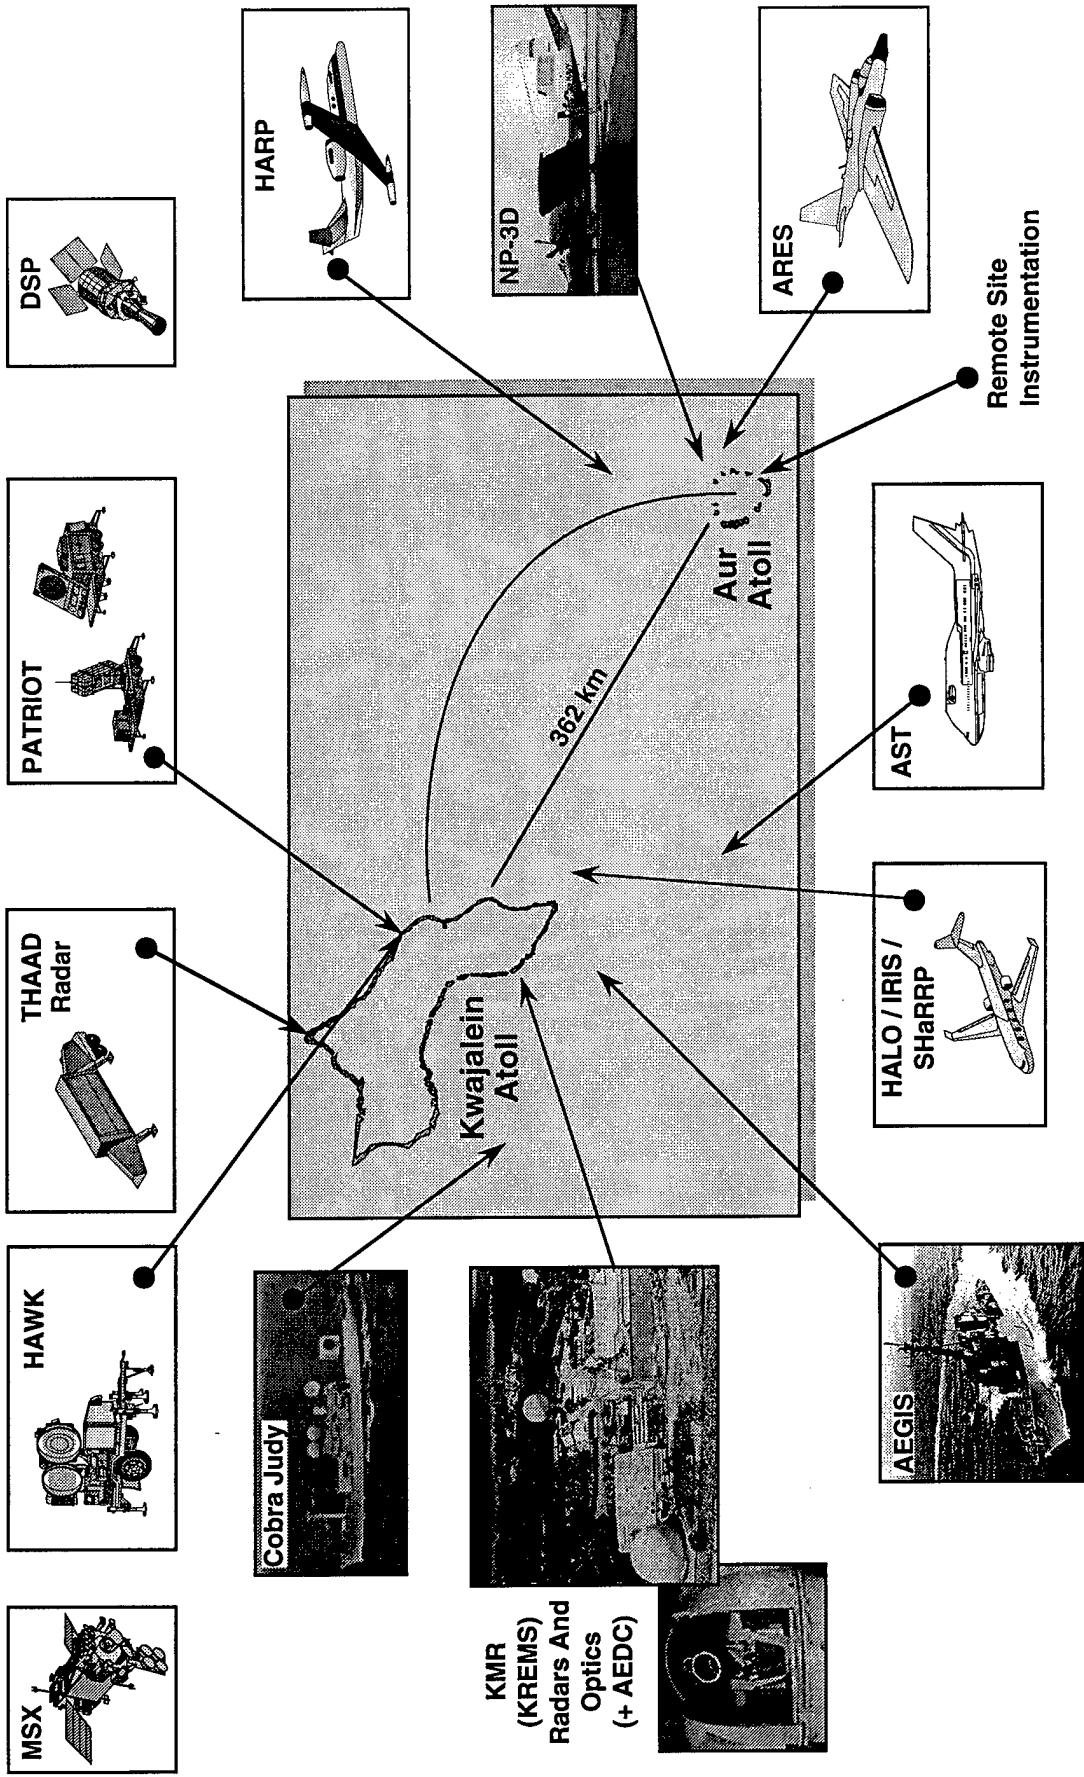 MSX
HAWK
THAAD
Radar
PATRIOT
DSP
Cobra Judy
HARP
KMR
(KREMS)
Radars And
Optics
(+ AEDC)
Kwajalein
Atoll
362 km
Aur
Atoll
NP-3D
AEGIS
HALO / IRIS /
SHaRRP
AST
ARES
Remote Site
Instrumentation